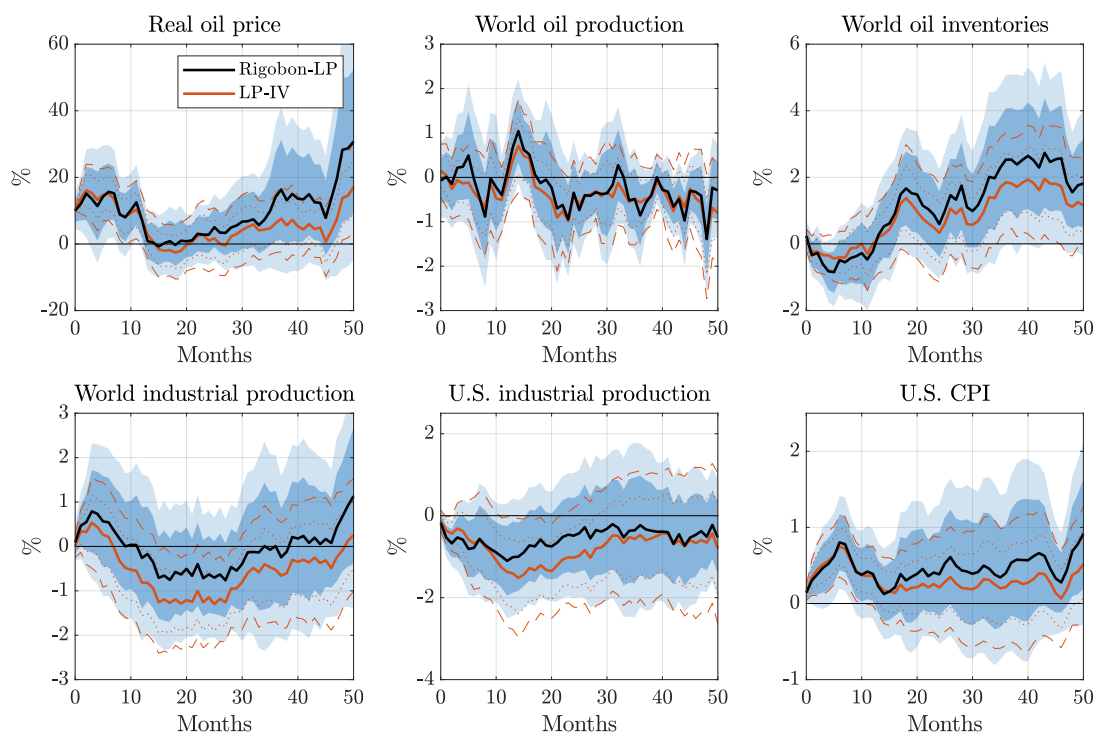 Real oil price
60
40
20
0
-20
%
0 10 20 30 40 50
Months
Rigobon-LP
LP-IV
World oil production
3
2
1
0
-1
-2
-3
%
0 10 20 30 40 50
Months
World oil inventories
6
4
2
0
-2
%
0 10 20 30 40 50
Months
World industrial production
3
2
1
0
-1
-2
-3
%
0 10 20 30 40 50
Months
U.S. industrial production
2
0
-2
-4
%
0 10 20 30 40 50
Months
U.S. CPI
2
1
0
-1
%
0 10 20 30 40 50
Months